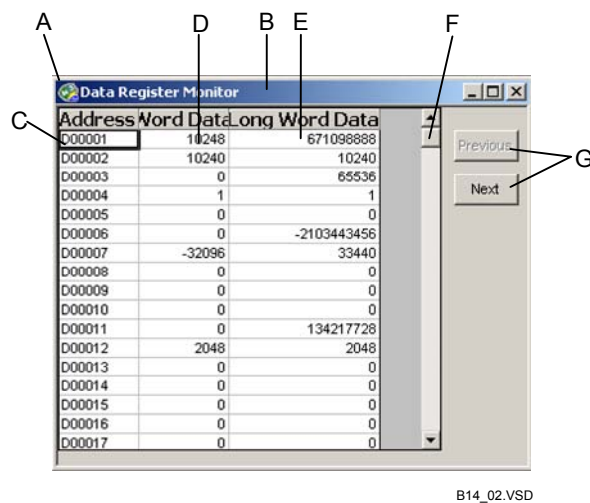 A D B E F
Data Register Monitor
C
Address Word Data Long Word Data
D00001 10248 671098888
Previous
G
D00002 10240 10240
D00003 0 65536
Next
D00004 1 1
D00005 0 0
D00006 0 -2103443456
D00007 -32096 33440
D00008 0 0
D00009 0 0
D00010 0 0
D00011 0 134217728
D00012 2048 2048
D00013 0 0
D00014 0 0
D00015 0 0
D00016 0 0
D00017 0 0
B14_02.VSD